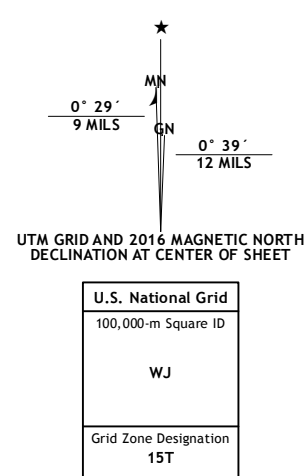 ★
MN
0° 29´
9 MILS
GN
0° 39´
12 MILS
UTM GRID AND 2016 MAGNETIC NORTH
DECLINATION AT CENTER OF SHEET
U.S. National Grid
100,000-m Square ID
WJ
Grid Zone Designation
15T